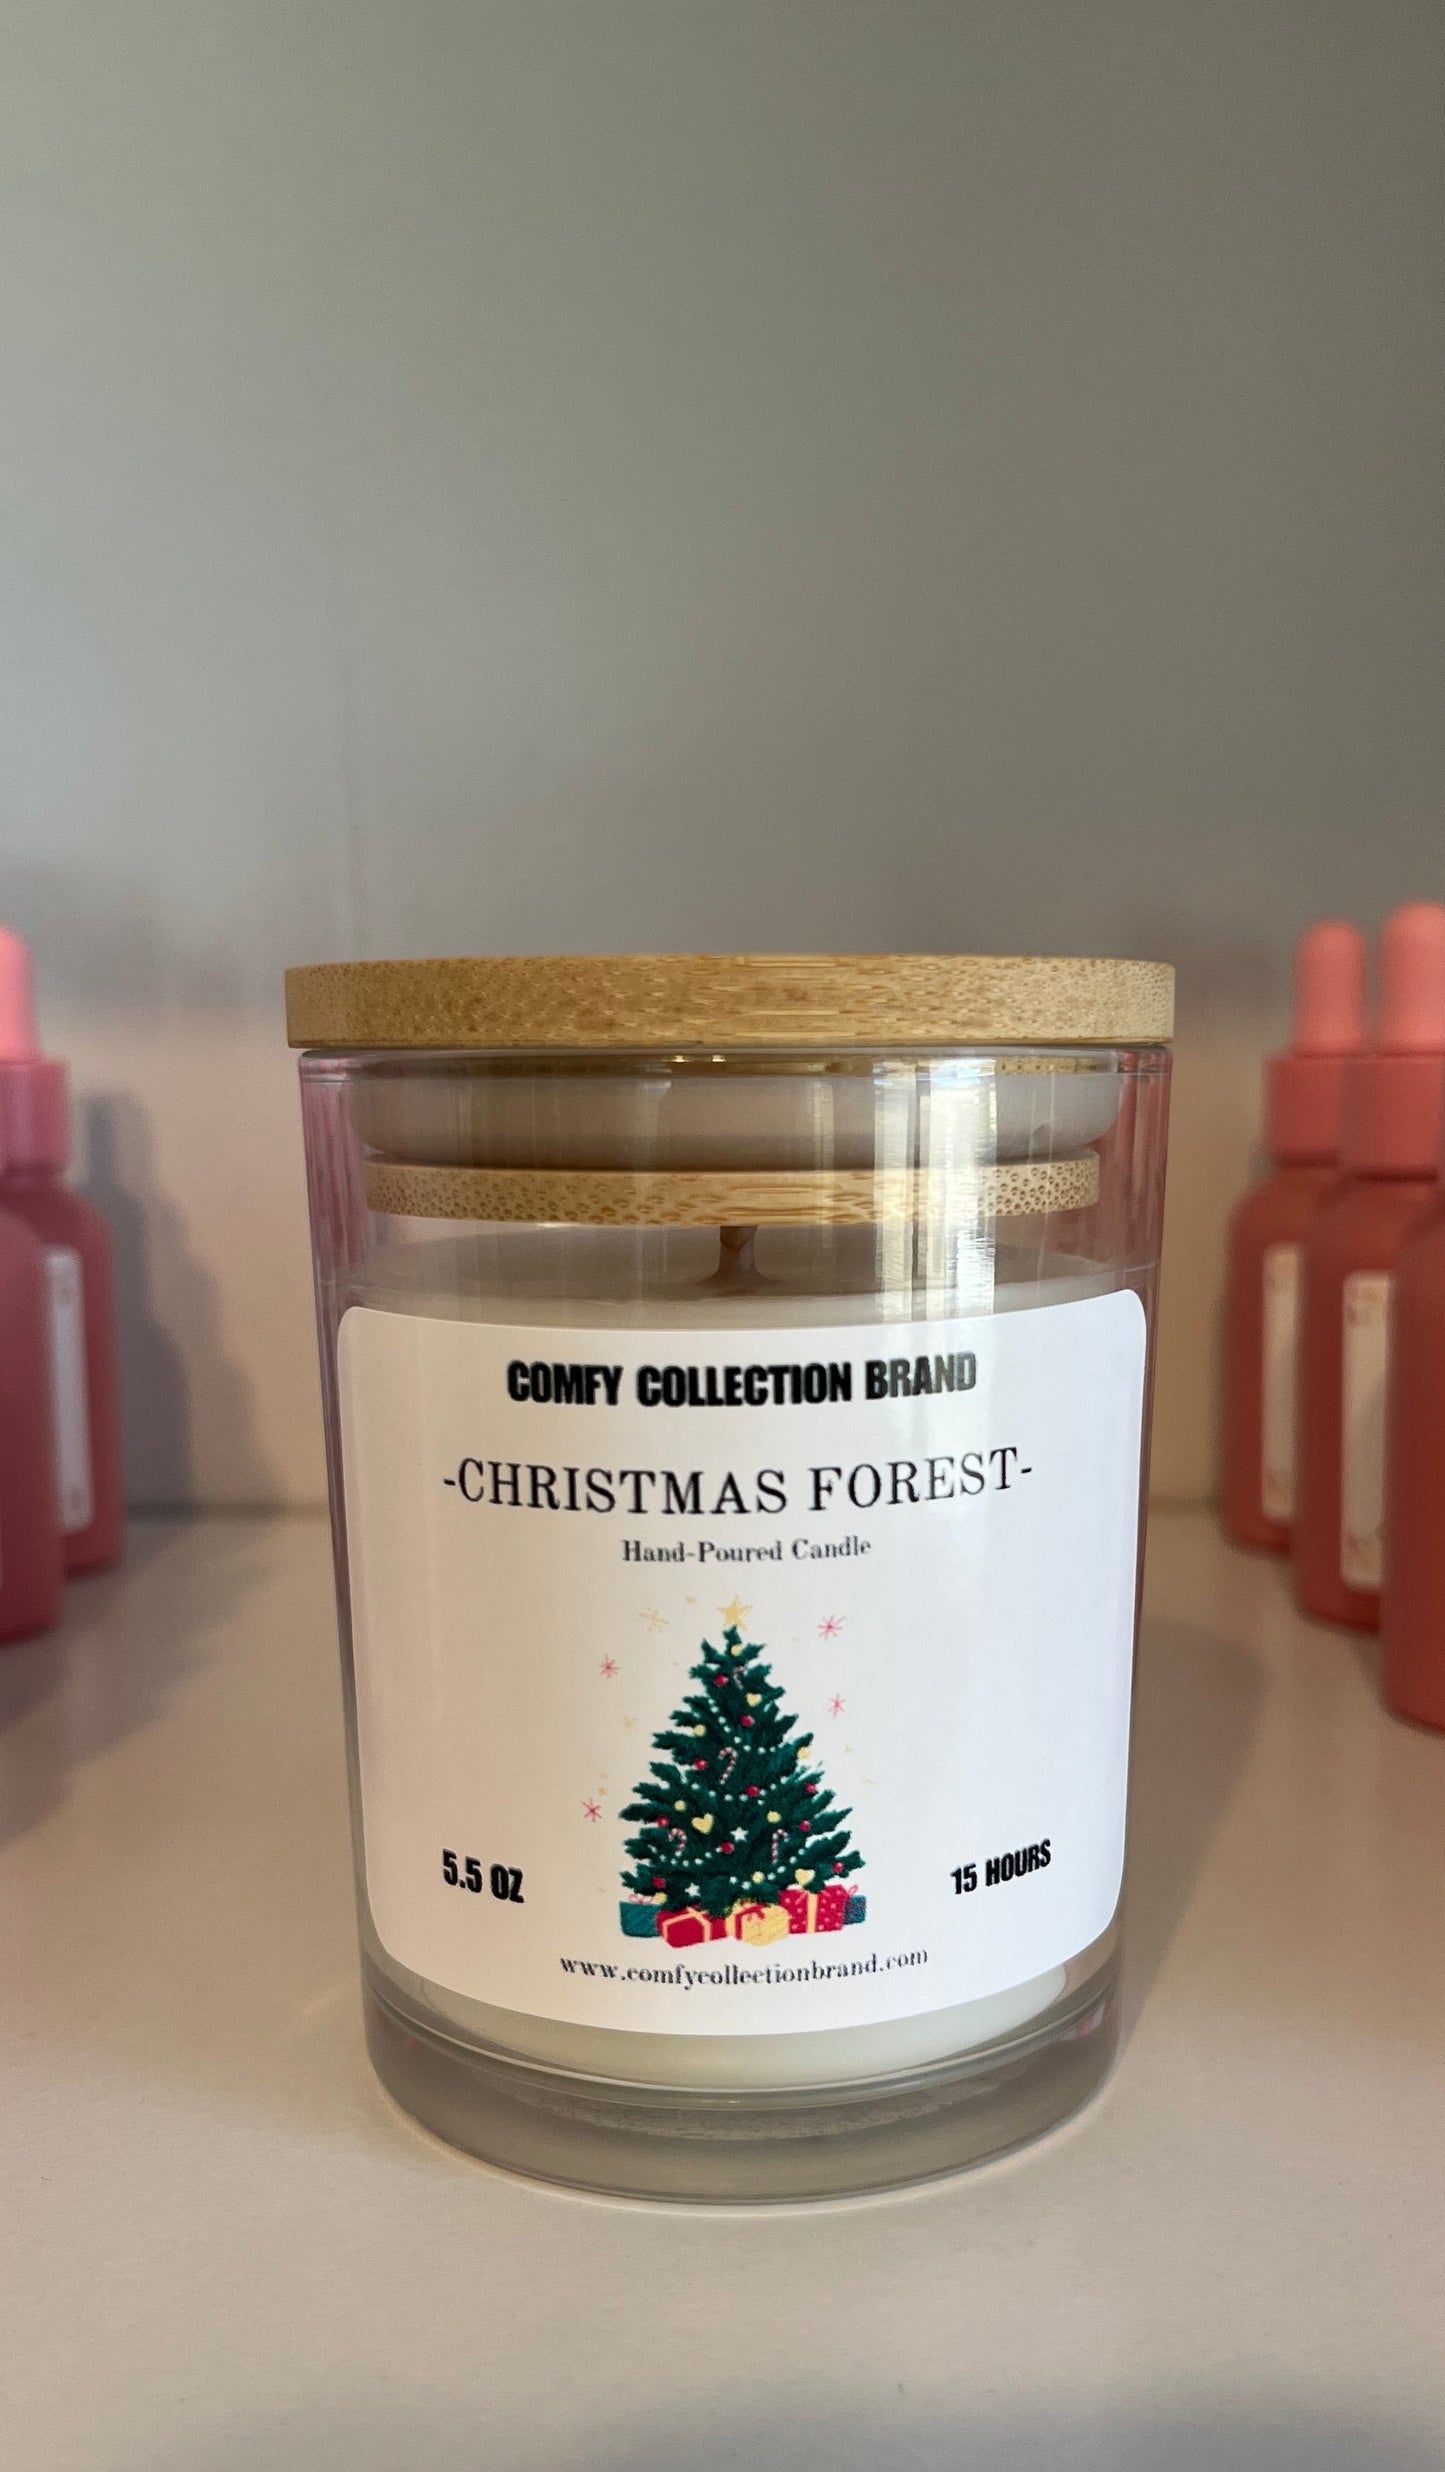 COMFY COLLECTION BRAND
-CHRISTMAS FOREST-
Hand-Poured Candle
5.5 OZ
15 HOURS
www.comfycollectionbrand.com